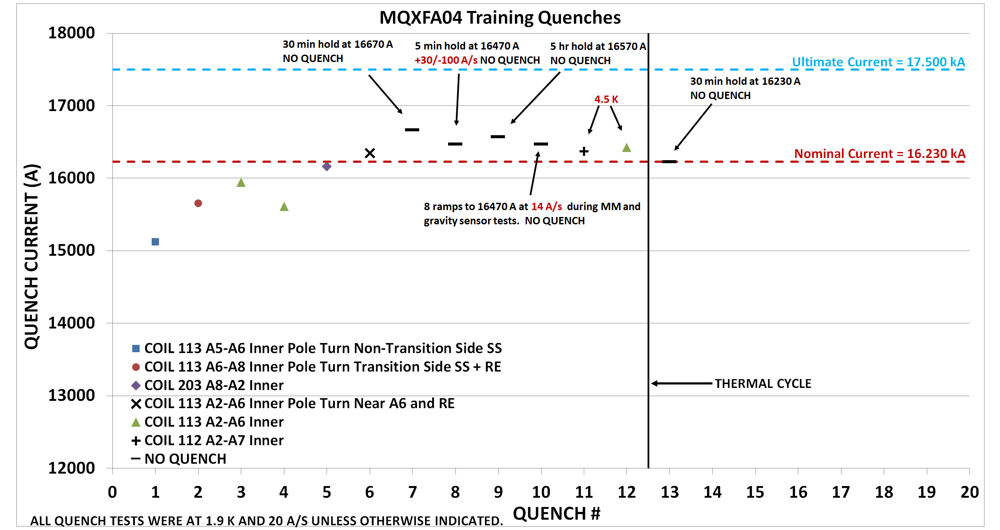 MQXFA04 Training Quenches
18000
17000
16000
15000
14000
13000
12000
QUENCH CURRENT (A)
30 min hold at 16670 A
NO QUENCH
5 min hold at 16470 A
+30/-100 A/s NO QUENCH
5 hr hold at 16570 A
NO QUENCH
Ultimate Current = 17.500 kA
30 min hold at 16230 A
NO QUENCH
4.5 K
Nominal Current = 16.230 kA
8 ramps to 16470 A at 14 A/s during MM and
gravity sensor tests. NO QUENCH
COIL 113 A5-A6 Inner Pole Turn Non-Transition Side SS
COIL 113 A6-A8 Inner Pole Turn Transition Side SS + RE
COIL 203 A8-A2 Inner
COIL 113 A2-A6 Inner Pole Turn Near A6 and RE
COIL 113 A2-A6 Inner
COIL 112 A2-A7 Inner
NO QUENCH
THERMAL CYCLE
0 1 2 3 4 5 6 7 8 9 10 11 12 13 14 15 16 17 18 19 20
QUENCH #
ALL QUENCH TESTS WERE AT 1.9 K AND 20 A/S UNLESS OTHERWISE INDICATED.